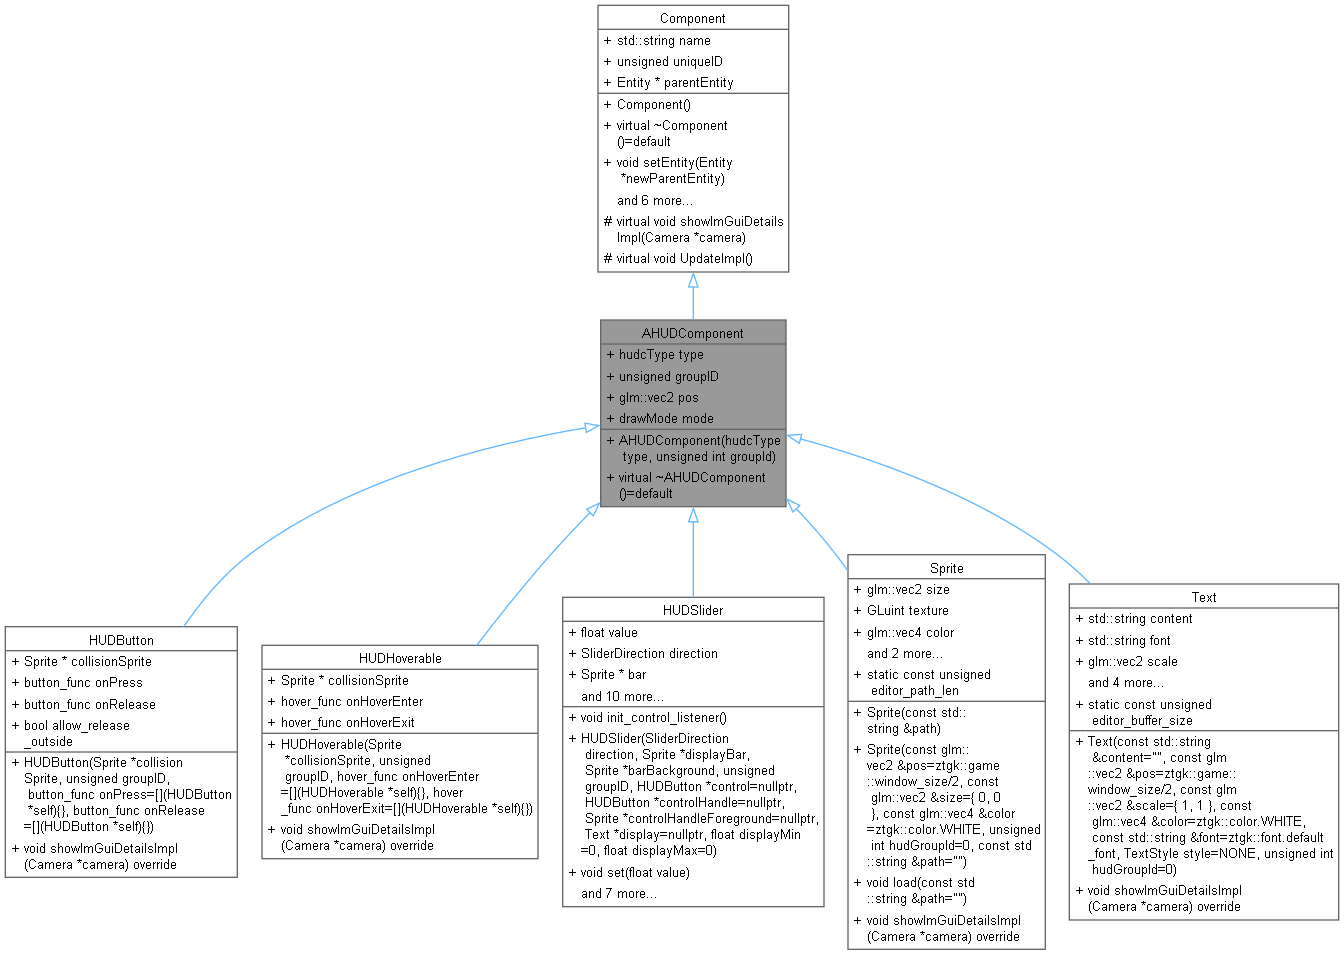 Component
+ std::string name
+ unsigned uniqueID
+ Entity * parentEntity
+ Component()
+ virtual ~Component
()=default
+ void setEntity(Entity
*newParentEntity)
and 6 more...
# virtual void showImGuiDetails
Impl(Camera *camera)
# virtual void UpdateImpl()
AHUDComponent
+ hudcType type
+ unsigned groupID
+ glm::vec2 pos
+ drawMode mode
+ AHUDComponent(hudcType
type, unsigned int groupId)
+ virtual ~AHUDComponent
()=default
HUDButton
+ Sprite * collisionSprite
+ button_func onPress
+ button_func onRelease
+ bool allow_release
_outside
+ HUDButton(Sprite *collision
Sprite, unsigned groupID,
button_func onPress=[](HUDButton
*self){}, button_func onRelease
=[](HUDButton *self){})
+ void showImGuiDetailsImpl
(Camera *camera) override
HUDHoverable
+ Sprite * collisionSprite
+ hover_func onHoverEnter
+ hover_func onHoverExit
+ HUDHoverable(Sprite
*collisionSprite, unsigned
groupID, hover_func onHoverEnter
=[](HUDHoverable *self){}, hover
_func onHoverExit=[](HUDHoverable *self){})
+ void showImGuiDetailsImpl
(Camera *camera) override
HUDSlider
+ float value
+ SliderDirection direction
+ Sprite * bar
and 10 more...
+ void init_control_listener()
+ HUDSlider(SliderDirection
direction, Sprite *displayBar,
Sprite *barBackground, unsigned
groupID, HUDButton *control=nullptr,
HUDButton *controlHandle=nullptr,
Sprite *controlHandleForeground=nullptr,
Text *display=nullptr, float displayMin
=0, float displayMax=0)
+ void set(float value)
and 7 more...
Sprite
+ glm::vec2 size
+ GLuint texture
+ glm::vec4 color
and 2 more...
+ static const unsigned
editor_path_len
+ Sprite(const std::
string &path)
+ Sprite(const glm::
vec2 &pos=ztgk::game
::window_size/2, const
glm::vec2 &size={ 0, 0
}, const glm::vec4 &color
=ztgk::color.WHITE, unsigned
int hudGroupId=0, const std
::string &path="")
+ void load(const std
::string &path="")
+ void showImGuiDetailsImpl
(Camera *camera) override
Text
+ std::string content
+ std::string font
+ glm::vec2 scale
and 4 more...
+ static const unsigned
editor_buffer_size
+ Text(const std::string
&content="", const glm
::vec2 &pos=ztgk::game::
window_size/2, const glm
::vec2 &scale={ 1, 1 }, const
glm::vec4 &color=ztgk::color.WHITE,
const std::string &font=ztgk::font.default
_font, TextStyle style=NONE, unsigned int
hudGroupId=0)
+ void showImGuiDetailsImpl
(Camera *camera) override